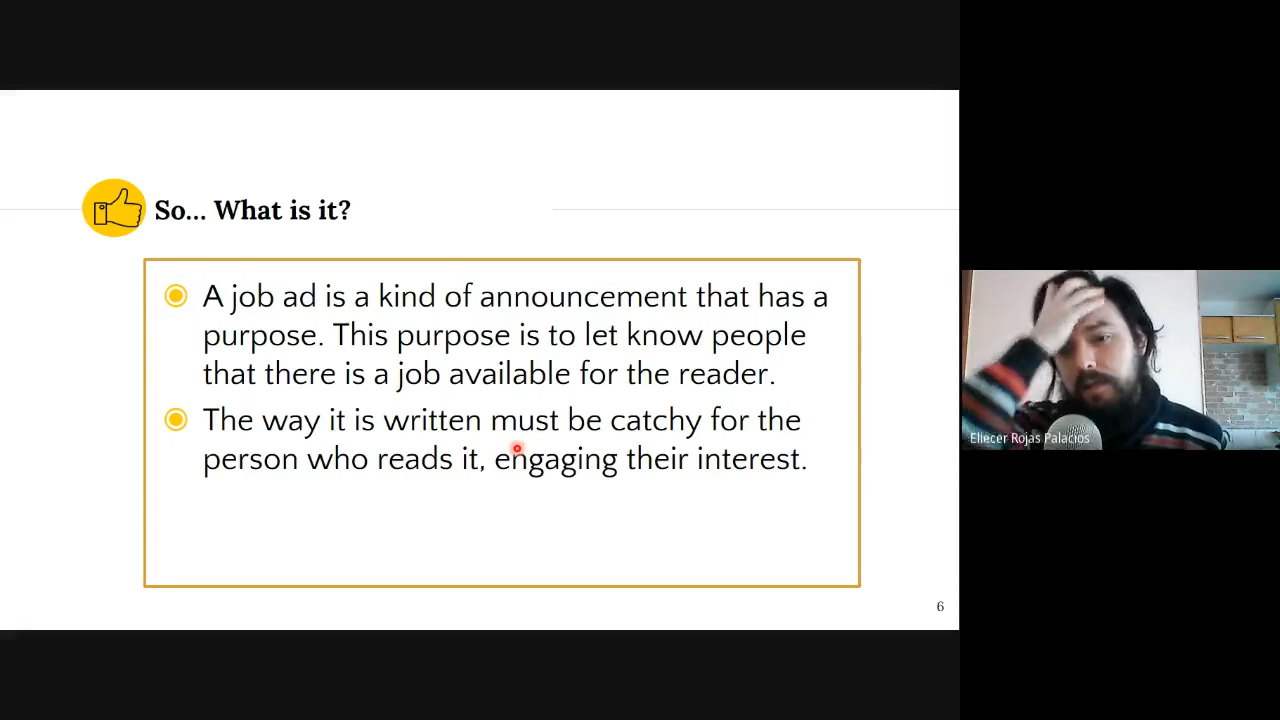 So... What is it?
A job ad is a kind of announcement that has a
purpose. This purpose is to let know people
that there is a job available for the reader.
The way it is written must be catchy for the
person who reads it, engaging their interest.
6
Eliecer Rojas Palacios